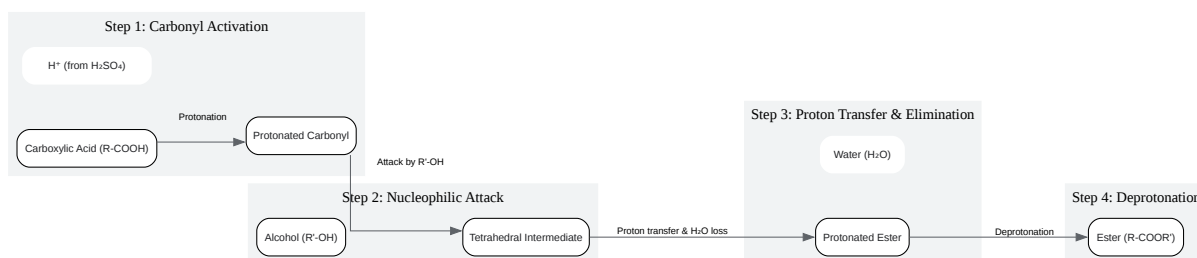 Step 1: Carbonyl Activation
H⁺ (from H₂SO₄)
Protonation
Carboxylic Acid (R-COOH)
Protonated Carbonyl
Attack by R'-OH
Step 2: Nucleophilic Attack
Alcohol (R'-OH)
Tetrahedral Intermediate
Proton transfer & H₂O loss
Step 3: Proton Transfer & Elimination
Water (H₂O)
Protonated Ester
Deprotonation
Step 4: Deprotonation
Ester (R-COOR')